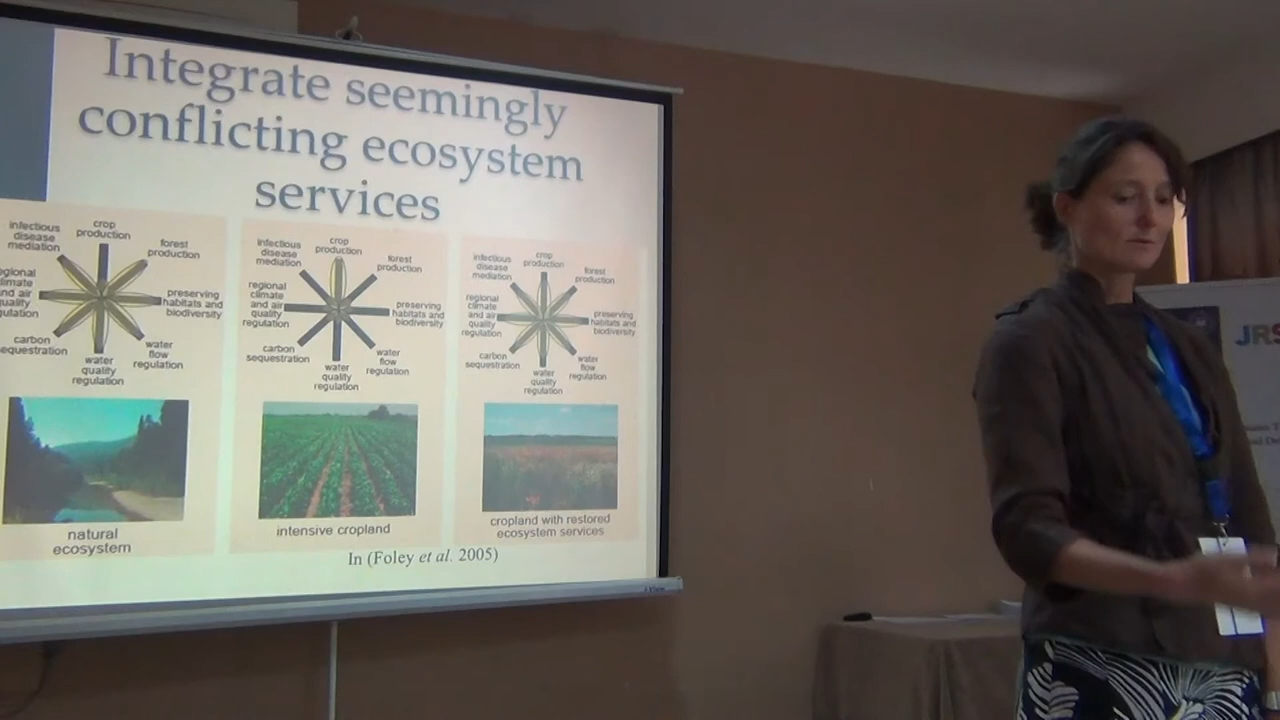 Integrate seemingly
conflicting ecosystem
services
infectious
disease
mediation
crop
production
forest
production
preserving
habitats and
biodiversity
water
flow
regulation
water
quality
regulation
carbon
equestration
egional
climate
and air
quality
gulation
infectious
disease
mediation
crop
production
forest
production
preserving
habitats and
biodiversity
water
flow
regulation
water
quality
regulation
carbon
sequestration
regional
climate
and air
quality
regulation
infectious
disease
mediation
crop
production
forest
production
preserving
habitats and
biodiversity
water
flow
regulation
water
quality
regulation
carbon
sequestration
regional
climate
and air
quality
regulation
natural
ecosystem
intensive cropland
cropland with restored
ecosystem services
In (Foley et al. 2005)
JRS